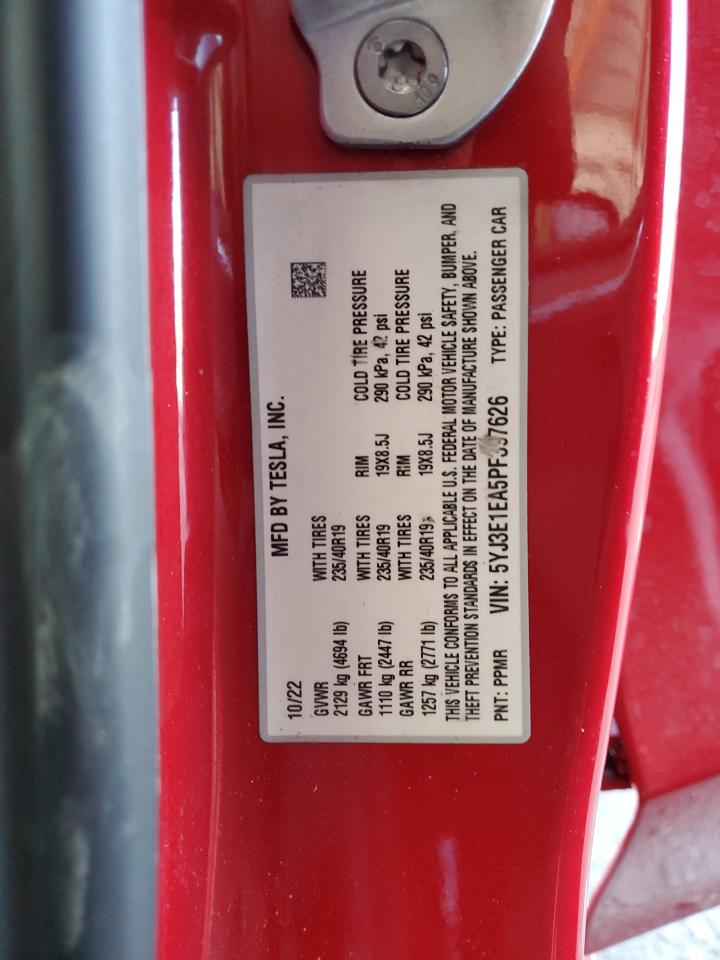 MFD BY TESLA, INC.
10/22
GVWR WITH TIRES
2129 kg (4694 lb) 235/40R19
GAWR FRT WITH TIRES RIM COLD TIRE PRESSURE
1110 kg (2447 lb) 235/40R19 19X8.5J 290 kPa, 42 psi
GAWR RR WITH TIRES RIM COLD TIRE PRESSURE
1257 kg (2771 lb) 235/40R19 19X8.5J 290 kPa, 42 psi
THIS VEHICLE CONFORMS TO ALL APPLICABLE U.S. FEDERAL MOTOR VEHICLE SAFETY, BUMPER, AND
THEFT PREVENTION STANDARDS IN EFFECT ON THE DATE OF MANUFACTURE SHOWN ABOVE.
PNT: PPMR VIN: TYPE: PASSENGER CAR